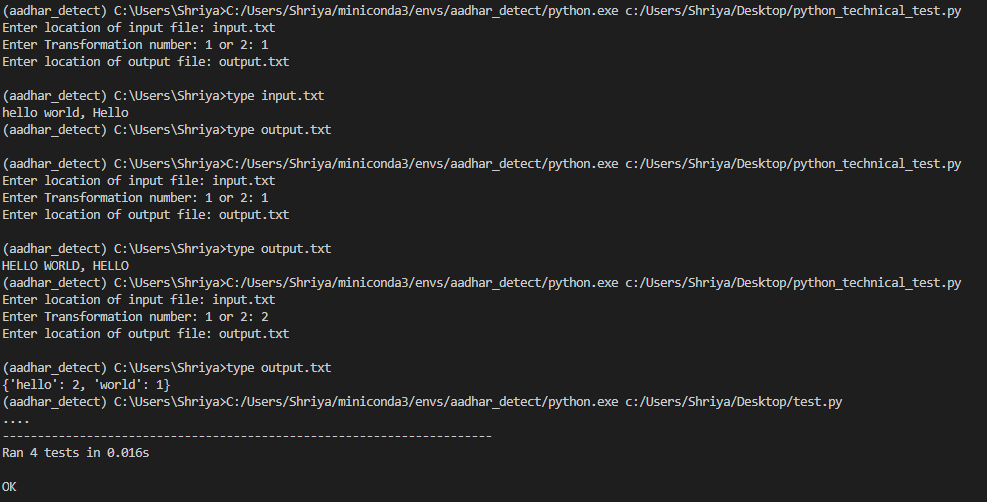 (aadhar_detect) C:\Users\Shriya>C:/Users/Shriya/miniconda3/envs/aadhar_detect/python.exe c:/Users/Shriya/Desktop/python_technical_test.py
Enter location of input file: input.txt
Enter Transformation number: 1 or 2: 1
Enter location of output file: output.txt
(aadhar_detect) C:\Users\Shriya>type input.txt
hello world, Hello
(aadhar_detect) C:\Users\Shriya>type output.txt
(aadhar_detect) C:\Users\Shriya>C:/Users/Shriya/miniconda3/envs/aadhar_detect/python.exe c:/Users/Shriya/Desktop/python_technical_test.py
Enter location of input file: input.txt
Enter Transformation number: 1 or 2: 1
Enter location of output file: output.txt
(aadhar_detect) C:\Users\Shriya>type output.txt
HELLO WORLD, HELLO
(aadhar_detect) C:\Users\Shriya>C:/Users/Shriya/miniconda3/envs/aadhar_detect/python.exe c:/Users/Shriya/Desktop/python_technical_test.py
Enter location of input file: input.txt
Enter Transformation number: 1 or 2: 2
Enter location of output file: output.txt
(aadhar_detect) C:\Users\Shriya>type output.txt
{'hello': 2, 'world': 1}
(aadhar_detect) C:\Users\Shriya>C:/Users/Shriya/miniconda3/envs/aadhar_detect/python.exe c:/Users/Shriya/Desktop/test.py
....
----------------------------------------------------------------------
Ran 4 tests in 0.016s
OK